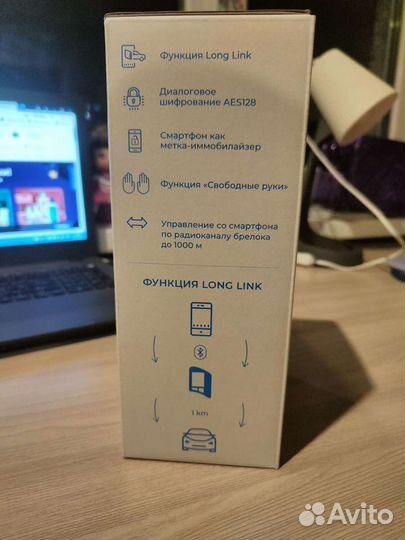 Функция Long Link
Диалоговое
шифрование AES128
Смартфон как
метка-иммобилайзер
Функция «Свободные руки»
Управление со смартфона
по радиоканалу брелока
до 1000 м
ФУНКЦИЯ LONG LINK
1 km
Avito